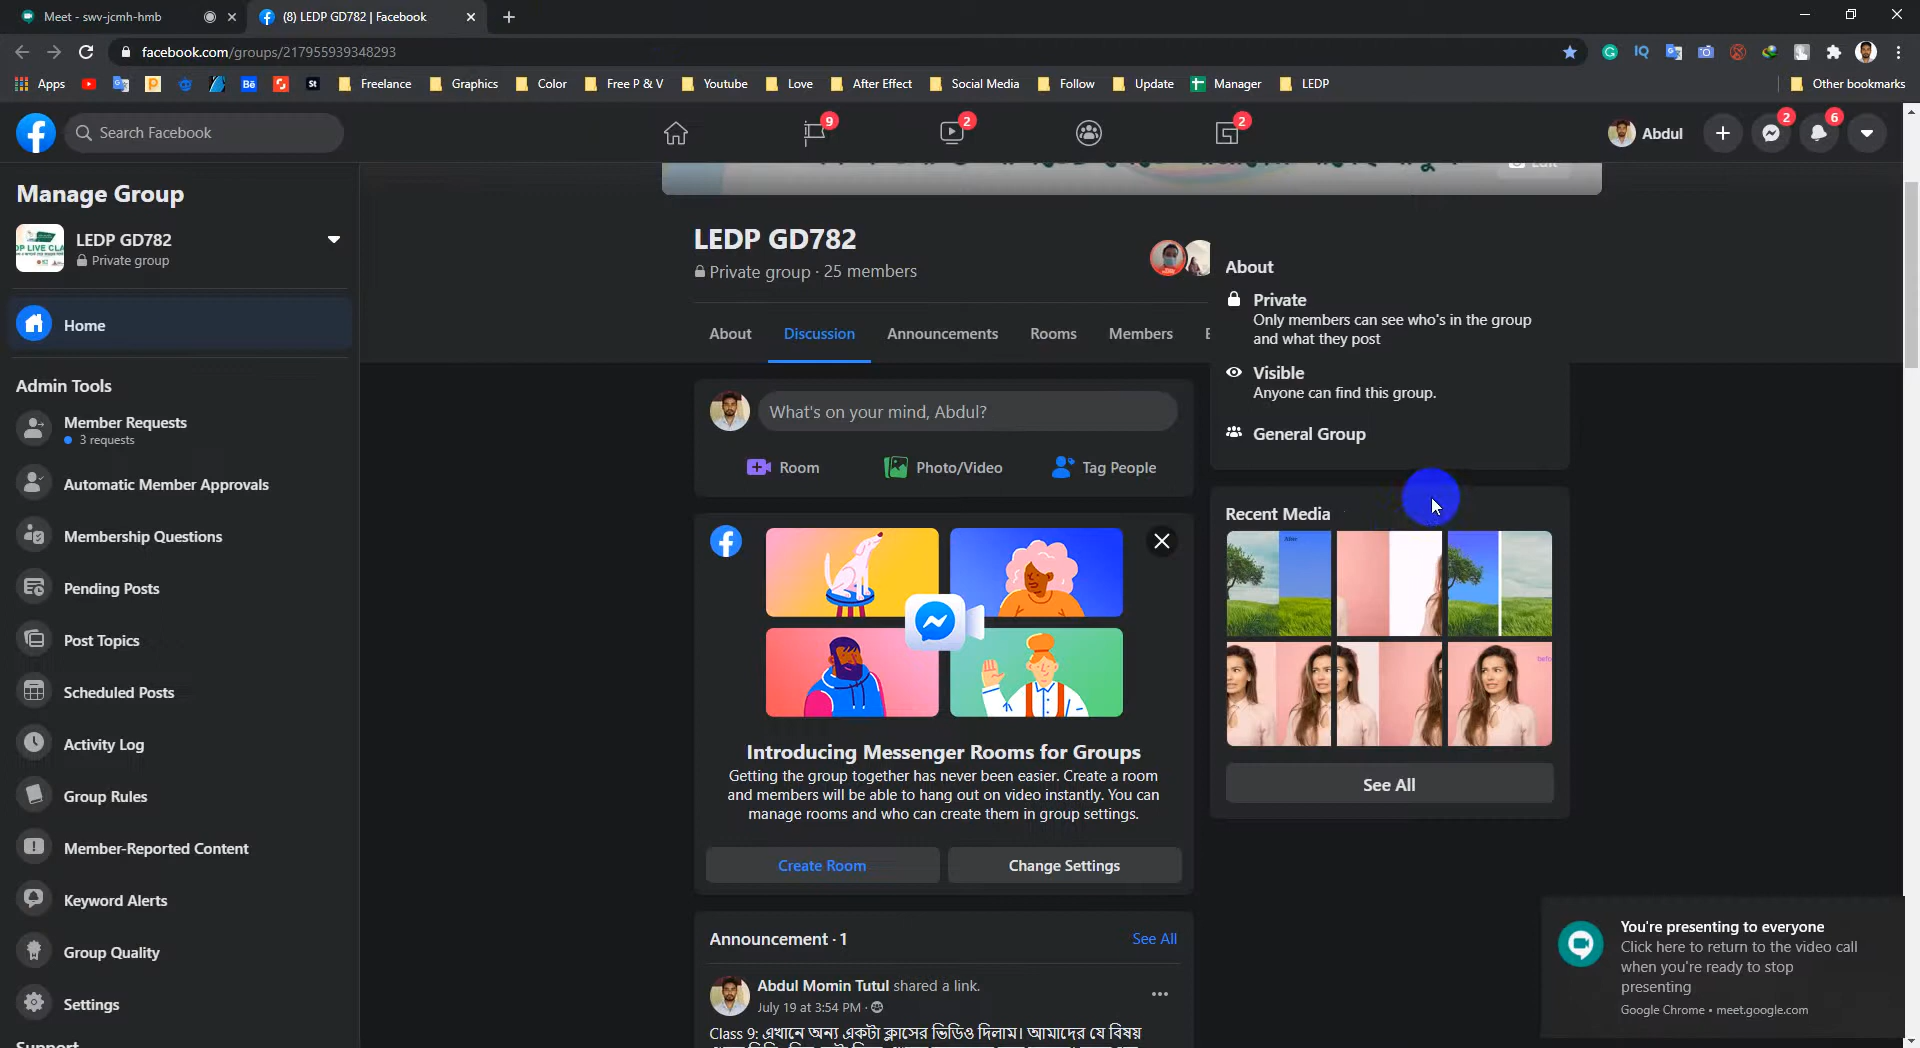 Meet - swv-jcmh-hmb
(8) LEDP GD782 | Facebook
facebook.com/groups/217955939348293
Apps
Bē
St
Freelance
Graphics
Color
Free P & V
Youtube
Love
After Effect
Social Media
Follow
Update
Manager
LEDP
Other bookmarks
Search Facebook
9
2
2
Abdul
2
6
Manage Group
LEDP GD782
Private group
Home
Admin Tools
Member Requests
3 requests
Automatic Member Approvals
Membership Questions
Pending Posts
Post Topics
Scheduled Posts
Activity Log
Group Rules
Member-Reported Content
Keyword Alerts
Group Quality
Settings
Support
Edit
LEDP GD782
Private group · 25 members
About
Discussion
Announcements
Rooms
Members
What's on your mind, Abdul?
Room
Photo/Video
Tag People
Introducing Messenger Rooms for Groups
Getting the group together has never been easier. Create a room
and members will be able to hang out on video instantly. You can
manage rooms and who can create them in group settings.
Create Room
Change Settings
Announcement · 1
See All
Abdul Momin Tutul shared a link.
July 19 at 3:54 PM ·
Class 9: এখানে অন্য একটা ক্লাসের ভিডিও দিলাম। আমাদের যে বিষয়
About
Private
Only members can see who's in the group
and what they post
Visible
Anyone can find this group.
General Group
Recent Media
After
See All
You're presenting to everyone
Click here to return to the video call
when you're ready to stop
presenting
Google Chrome • meet.google.com